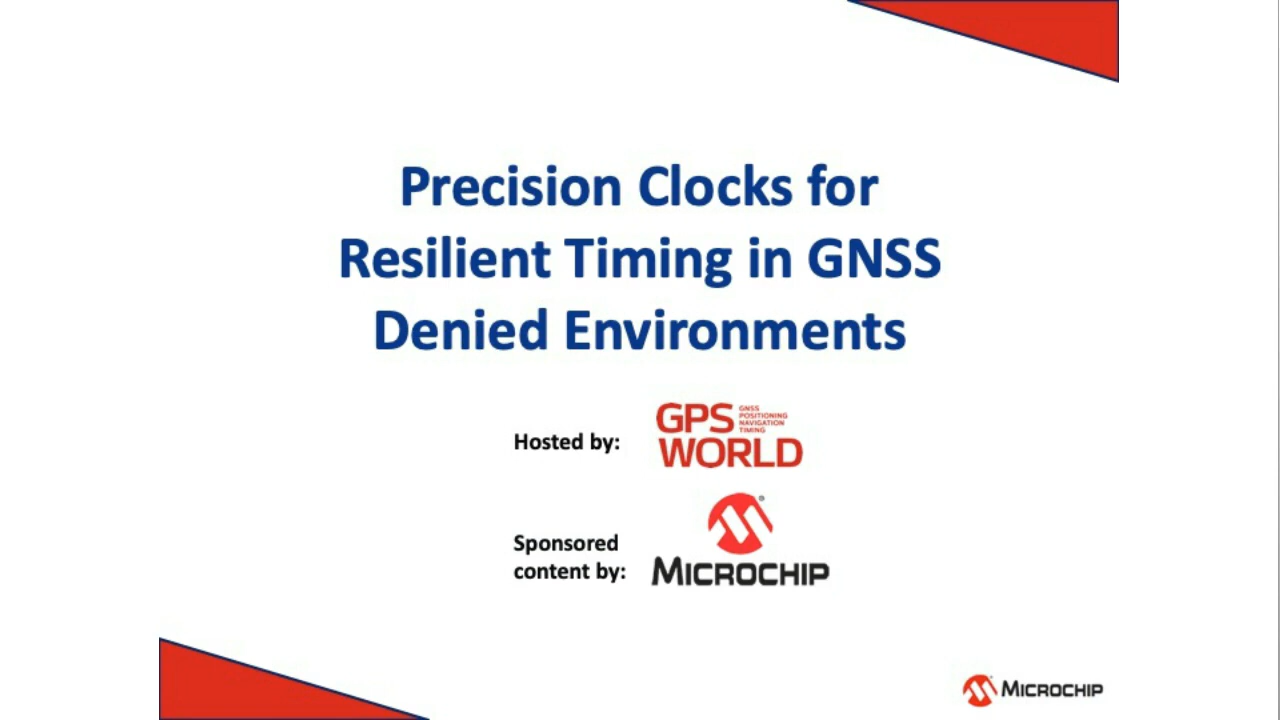 Precision Clocks for
Resilient Timing in GNSS
Denied Environments
Hosted by:
GPS WORLD
GNSS
POSITIONING
NAVIGATION
TIMING
Sponsored
content by:
MICROCHIP
MICROCHIP